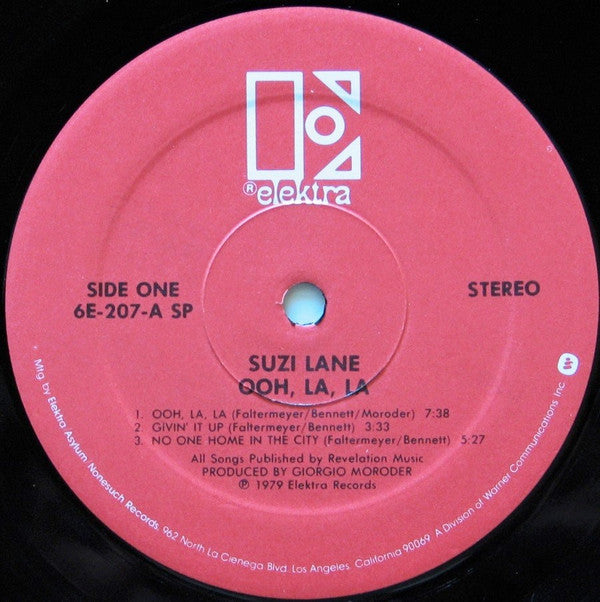 ® elektra
SIDE ONE
6E-207-A SP
STEREO
SUZI LANE
OOH, LA, LA
1. OOH, LA, LA (Faltermeyer/Bennett/Moroder) 7:38
2. GIVIN' IT UP (Faltermeyer/Bennett) 3:33
3. NO ONE HOME IN THE CITY (Faltermeyer/Bennett) 5:27
All Songs Published by Revelation Music
PRODUCED BY GIORGIO MORODER
℗ 1979 Elektra Records
Mfg. by Elektra Asylum Nonesuch Records, 962 North La Cienega Blvd. Los Angeles, California 90069 A Division of Warner Communications Inc.